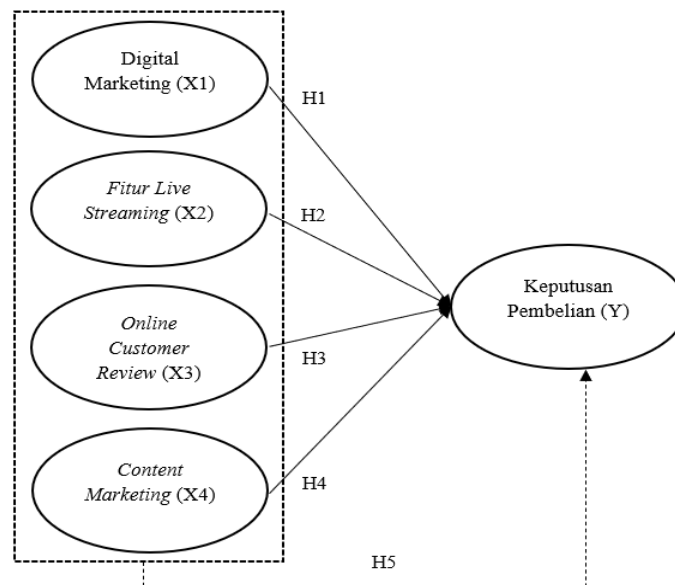 Digital
Marketing (X1)
H1
Fitur Live
Streaming (X2)
H2
Keputusan
Pembelian (Y)
Online
Customer
Review (X3)
H3
Content
Marketing (X4)
H4
H5